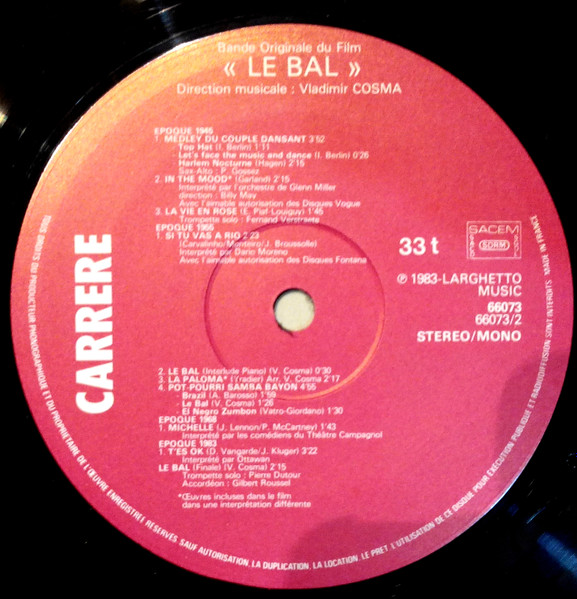 Bande Originale du Film
« LE BAL »
Direction musicale : Vladimir COSMA
EPOQUE 1945
1. MEDLEY DU COUPLE DANSANT 3'52
Top Hat (I. Berlin) 1'11
Let's face the music and dance (I. Berlin) 0'26
Harlem Nocturne (Hagen) 2'15
Sax-Alto : P. Gossez
2. IN THE MOOD* (Garland) 2'15
Interprété par l'orchestre de Glenn Miller
direction : Billy May
Avec l'aimable autorisation des Disques Vogue
3. LA VIE EN ROSE (E. Piaf-Louiguy) 1'45
Trompette solo : Fernand Verstraete
EPOQUE 1955
1. SI TU VAS A RIO 2'23
(Carvalinho/Monteiro/J. Broussolle)
Interprété par Dario Moreno
Avec l'aimable autorisation des Disques Fontana
33 t
SACEM
SDRM
℗ 1983-LARGHETTO
MUSIC
66073
66073/2
STEREO/MONO
CARRERE
2. LE BAL (Interlude Piano) (V. Cosma) 0'30
3. LA PALOMA* (Yradier) Arr. V. Cosma 2'17
4. POT-POURRI SAMBA BAYON 4'55
- Brazil (A. Barosso) 1'59
- Le Bal (V. Cosma) 1'26
- El Negro Zumbon (Vatro-Giordano) 1'30
EPOQUE 1968
1. MICHELLE (J. Lennon/P. McCartney) 1'43
Interprété par les comédiens du Théâtre Campagnol
EPOQUE 1983
1. T'ES OK (D. Vangarde/J. Kluger) 3'22
Interprété par Ottawan
LE BAL (Finale) (V. Cosma) 2'15
Trompette solo : Pierre Dutour
Accordéon : Gilbert Roussel
*Œuvres incluses dans le film
dans une interprétation différente
TOUS DROITS DU PRODUCTEUR PHONOGRAPHIQUE ET DU PROPRIETAIRE DE L'ŒUVRE ENREGISTREE RESERVES. SAUF AUTORISATION, LA DUPLICATION, LA LOCATION, LE PRET, L'UTILISATION DE CE DISQUE POUR EXECUTION PUBLIQUE ET RADIODIFFUSION SONT INTERDITS. MADE IN FRANCE